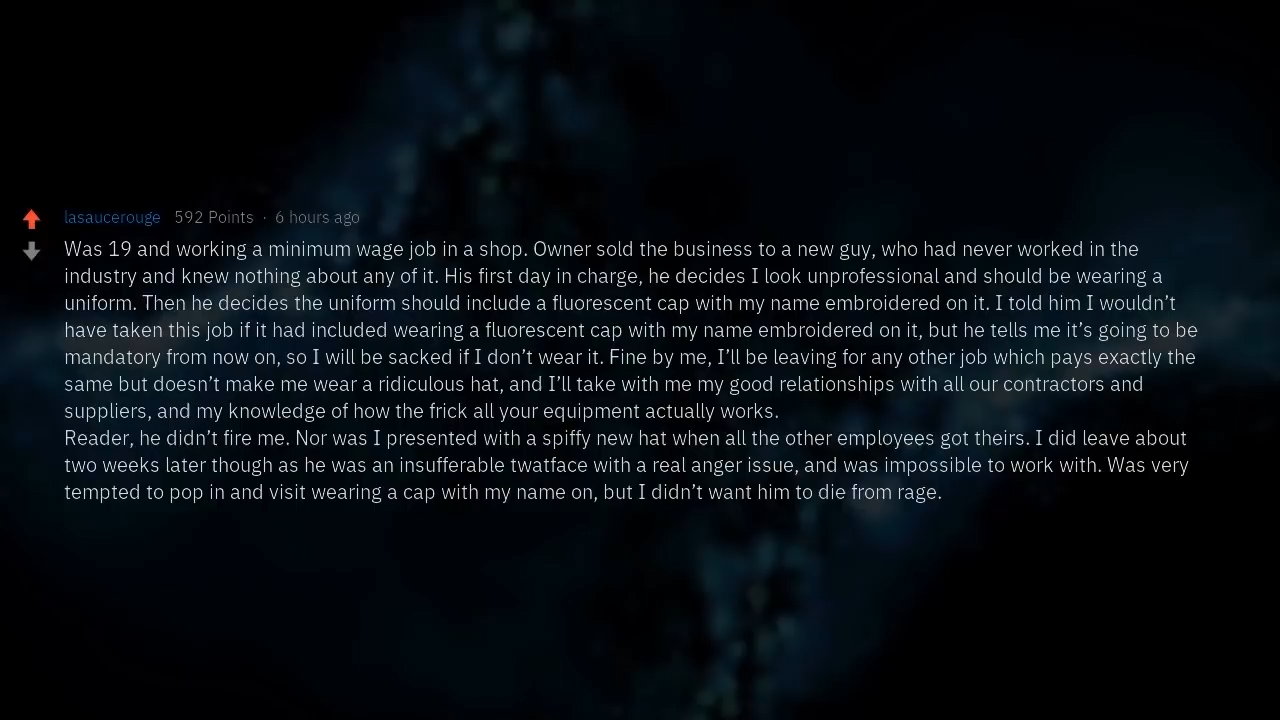 lasaucerouge 592 Points · 6 hours ago
Was 19 and working a minimum wage job in a shop. Owner sold the business to a new guy, who had never worked in the
industry and knew nothing about any of it. His first day in charge, he decides I look unprofessional and should be wearing a
uniform. Then he decides the uniform should include a fluorescent cap with my name embroidered on it. I told him I wouldn’t
have taken this job if it had included wearing a fluorescent cap with my name embroidered on it, but he tells me it’s going to be
mandatory from now on, so I will be sacked if I don’t wear it. Fine by me, I’ll be leaving for any other job which pays exactly the
same but doesn’t make me wear a ridiculous hat, and I’ll take with me my good relationships with all our contractors and
suppliers, and my knowledge of how the frick all your equipment actually works.
Reader, he didn’t fire me. Nor was I presented with a spiffy new hat when all the other employees got theirs. I did leave about
two weeks later though as he was an insufferable twatface with a real anger issue, and was impossible to work with. Was very
tempted to pop in and visit wearing a cap with my name on, but I didn’t want him to die from rage.